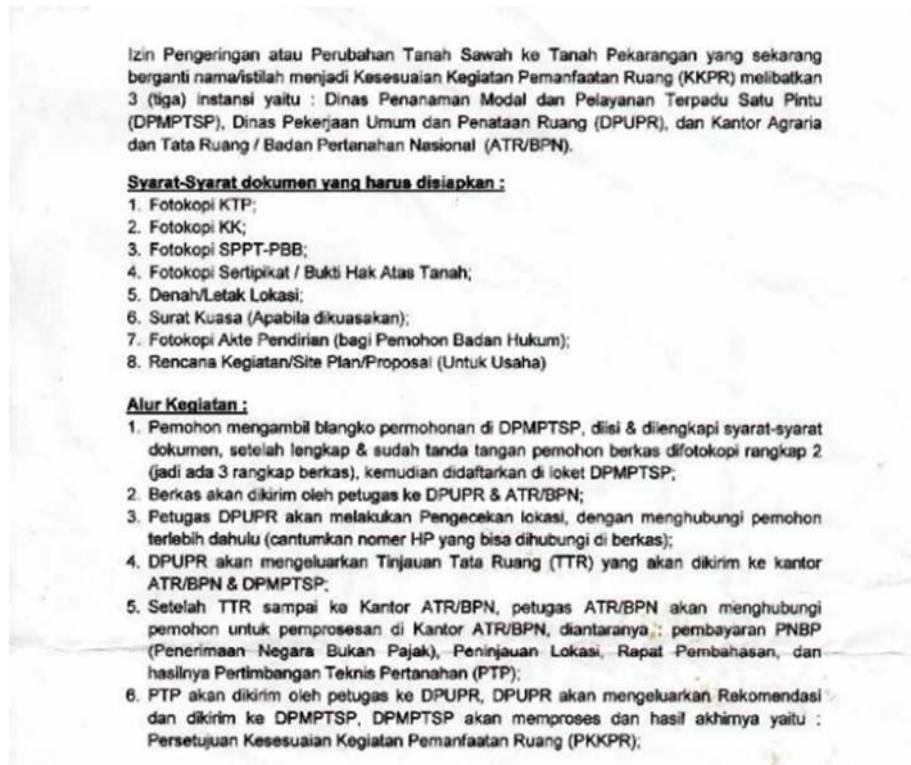 Izin Pengeringan atau Perubahan Tanah Sawah ke Tanah Pekarangan yang sekarang
berganti nama/istilah menjadi Kesesuaian Kegiatan Pemanfaatan Ruang (KKPR) melibatkan
3 (tiga) instansi yaitu : Dinas Penanaman Modal dan Pelayanan Terpadu Satu Pintu
(DPMPTSP), Dinas Pekerjaan Umum dan Penataan Ruang (DPUPR), dan Kantor Agraria
dan Tata Ruang / Badan Pertanahan Nasional (ATR/BPN).
Syarat-Syarat dokumen yang harus disiapkan :
1. Fotokopi KTP;
2. Fotokopi KK;
3. Fotokopi SPPT-PBB;
4. Fotokopi Sertipikat / Bukti Hak Atas Tanah;
5. Denah/Letak Lokasi;
6. Surat Kuasa (Apabila dikuasakan);
7. Fotokopi Akte Pendirian (bagi Pemohon Badan Hukum);
8. Rencana Kegiatan/Site Plan/Proposal (Untuk Usaha)
Alur Kegiatan :
1. Pemohon mengambil blangko permohonan di DPMPTSP, diisi & dilengkapi syarat-syarat
dokumen, setelah lengkap & sudah tanda tangan pemohon berkas difotokopi rangkap 2
(jadi ada 3 rangkap berkas), kemudian didaftarkan di loket DPMPTSP;
2. Berkas akan dikirim oleh petugas ke DPUPR & ATR/BPN;
3. Petugas DPUPR akan melakukan Pengecekan lokasi, dengan menghubungi pemohon
terlebih dahulu (cantumkan nomer HP yang bisa dihubungi di berkas);
4. DPUPR akan mengeluarkan Tinjauan Tata Ruang (TTR) yang akan dikirim ke kantor
ATR/BPN & DPMPTSP;
5. Setelah TTR sampai ke Kantor ATR/BPN, petugas ATR/BPN akan menghubungi
pemohon untuk pemprosesan di Kantor ATR/BPN, diantaranya : pembayaran PNBP
(Penerimaan Negara Bukan Pajak), Peninjauan Lokasi, Rapat Pembahasan, dan
hasilnya Pertimbangan Teknis Pertanahan (PTP);
6. PTP akan dikirim oleh petugas ke DPUPR, DPUPR akan mengeluarkan Rekomendasi
dan dikirim ke DPMPTSP, DPMPTSP akan memproses dan hasil akhirnya yaitu :
Persetujuan Kesesuaian Kegiatan Pemanfaatan Ruang (PKKPR);